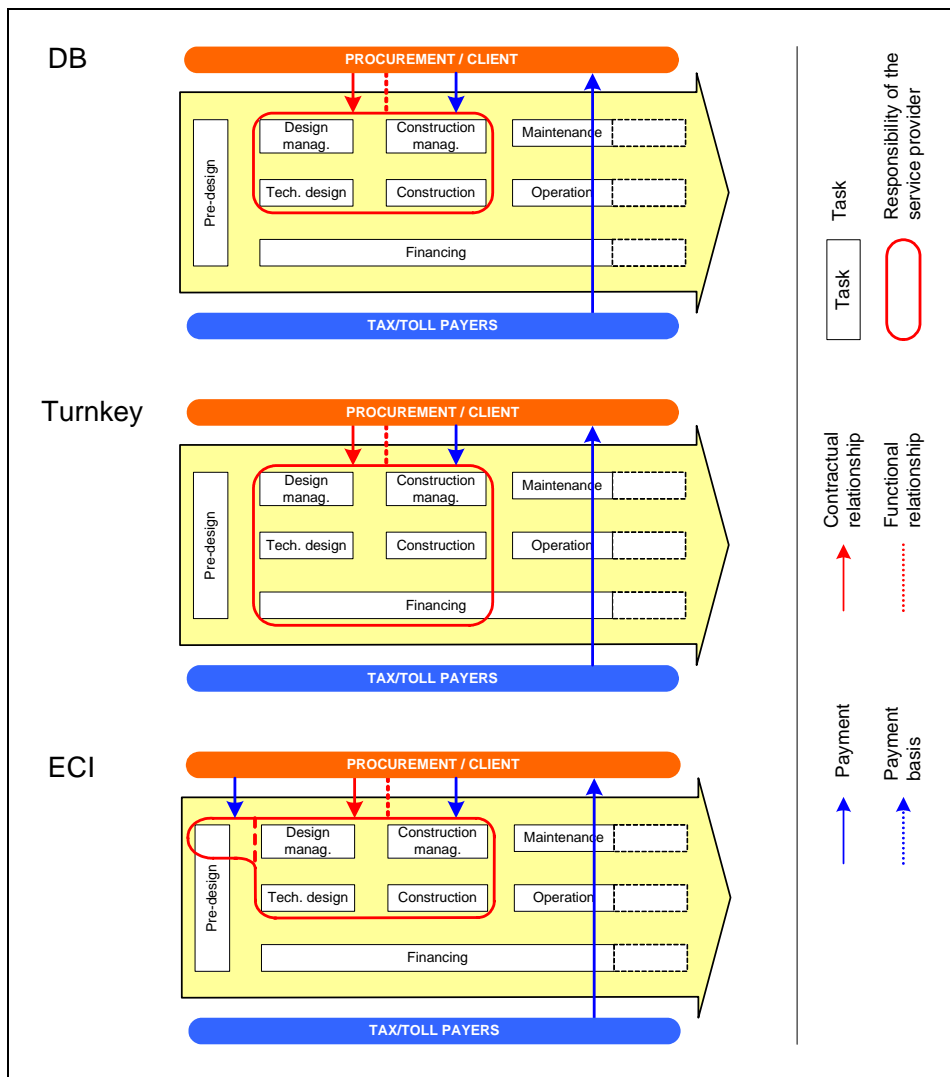 DB
PROCUREMENT / CLIENT
Pre-design
Design
manag.
Construction
manag.
Maintenance
Tech. design
Construction
Operation
Financing
TAX/TOLL PAYERS
Turnkey
PROCUREMENT / CLIENT
Pre-design
Design
manag.
Construction
manag.
Maintenance
Tech. design
Construction
Operation
Financing
TAX/TOLL PAYERS
ECI
PROCUREMENT / CLIENT
Pre-design
Design
manag.
Construction
manag.
Maintenance
Tech. design
Construction
Operation
Financing
TAX/TOLL PAYERS
Task
Task
Responsibility of the
service provider
Contractual
relationship
Functional
relationship
Payment
Payment
basis